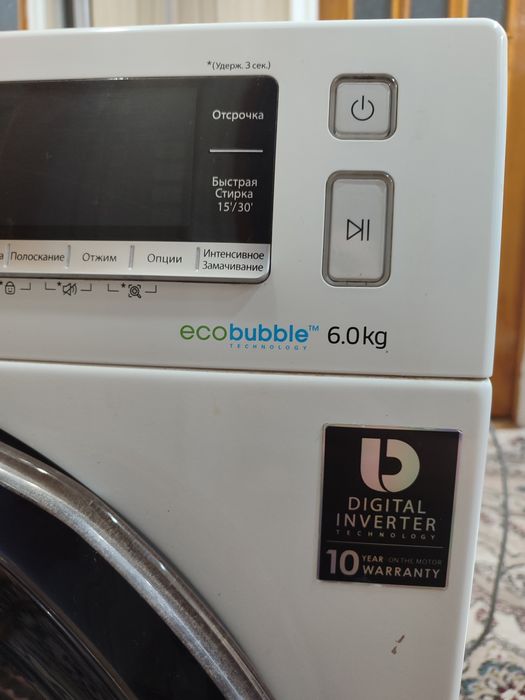 *(Удерж. 3 сек.)
Отсрочка
Быстрая
Стирка
15'/30'
Полоскание
Отжим
Опции
Интенсивное
Замачивание
ecobubble™ 6.0kg
TECHNOLOGY
DIGITAL
INVERTER
TECHNOLOGY
10 YEAR ON THE MOTOR
WARRANTY